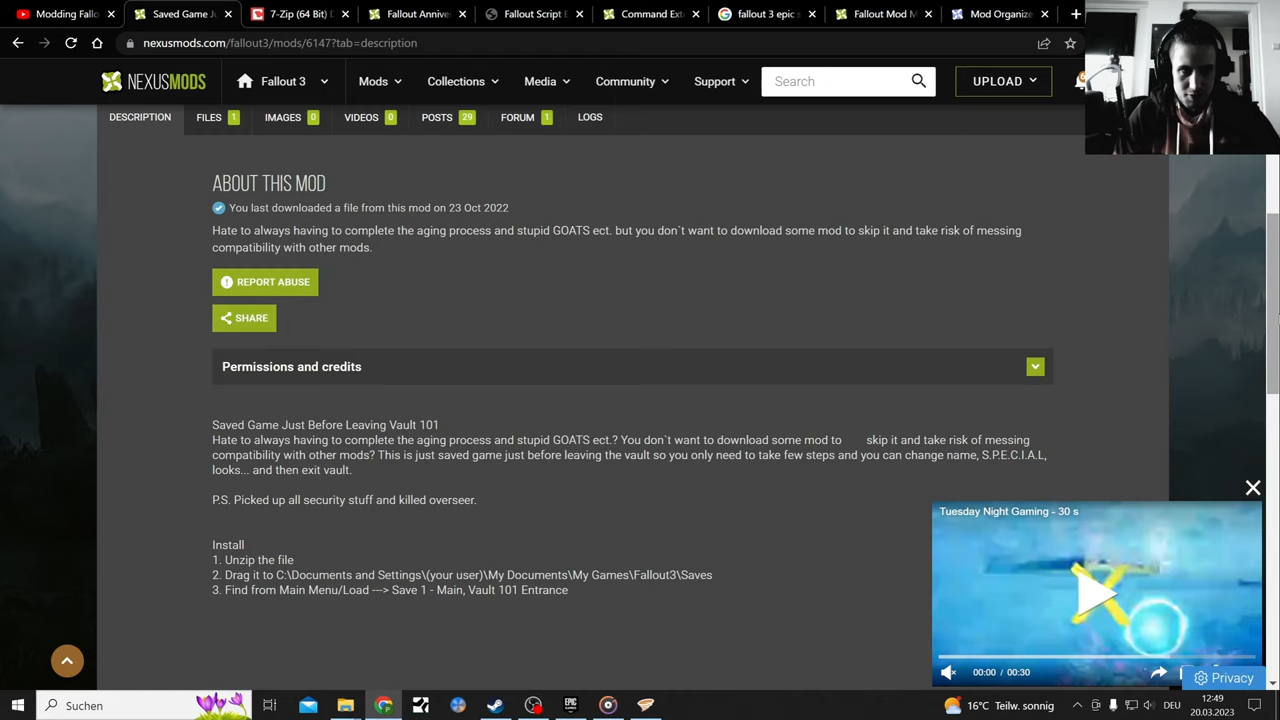 Modding Fallo
Saved Game J
7-Zip (64 Bit) D
Fallout Annive
Fallout Script E
Command Ext
fallout 3 epic s
Fallout Mod M
Mod Organize
nexusmods.com/fallout3/mods/6147?tab=description
NEXUSMODS
Fallout 3
Mods
Collections
Media
Community
Support
Search
UPLOAD
DESCRIPTION
FILES 1
IMAGES 0
VIDEOS 0
POSTS 29
FORUM 1
LOGS
ABOUT THIS MOD
You last downloaded a file from this mod on 23 Oct 2022
Hate to always having to complete the aging process and stupid GOATS ect. but you don`t want to download some mod to skip it and take risk of messing
compatibility with other mods.
REPORT ABUSE
SHARE
Permissions and credits
Saved Game Just Before Leaving Vault 101
Hate to always having to complete the aging process and stupid GOATS ect.? You don`t want to download some mod to skip it and take risk of messing
compatibility with other mods? This is just saved game just before leaving the vault so you only need to take few steps and you can change name, S.P.E.C.I.A.L,
looks... and then exit vault.
P.S. Picked up all security stuff and killed overseer.
Install
1. Unzip the file
2. Drag it to C:\Documents and Settings\(your user)\My Documents\My Games\Fallout3\Saves
3. Find from Main Menu/Load ---> Save 1 - Main, Vault 101 Entrance
Tuesday Night Gaming - 30 s
00:00 / 00:30
Privacy
Suchen
16°C Teilw. sonnig
DEU
12:49
20.03.2023